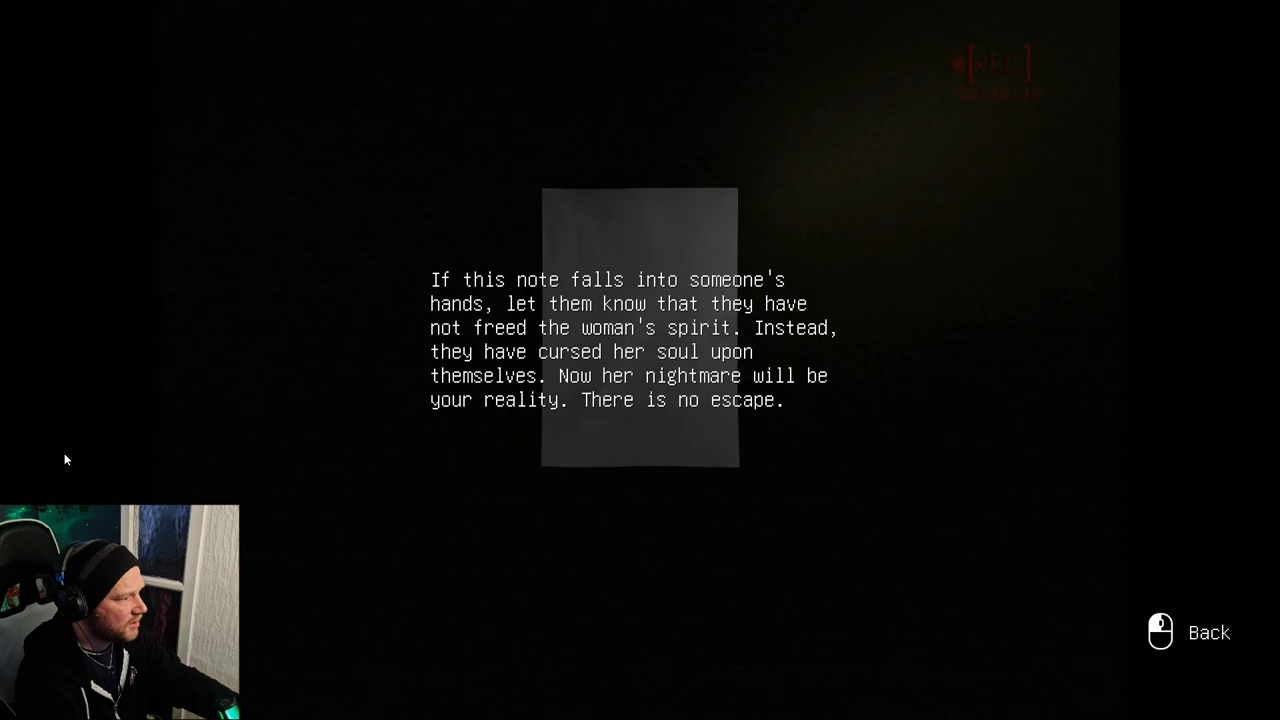 [REC]
If this note falls into someone's
hands, let them know that they have
not freed the woman's spirit. Instead,
they have cursed her soul upon
themselves. Now her nightmare will be
your reality. There is no escape.
Back